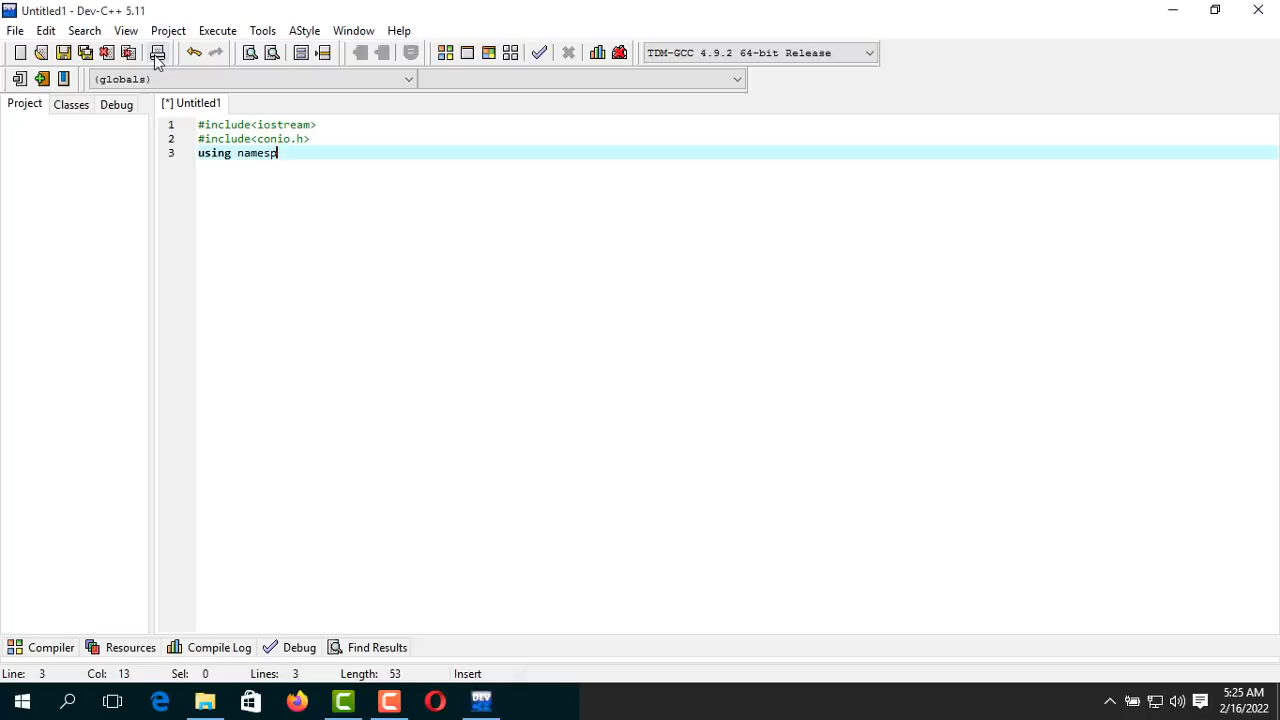 Untitled1 - Dev-C++ 5.11
File Edit Search View Project Execute Tools AStyle Window Help
TDM-GCC 4.9.2 64-bit Release
(globals)
Project Classes Debug [*] Untitled1
1 #include<iostream>
2 #include<conio.h>
3 using namesp
Compiler Resources Compile Log Debug Find Results
Line: 3 Col: 13 Sel: 0 Lines: 3 Length: 53 Insert
DEV
5:25 AM
2/16/2022